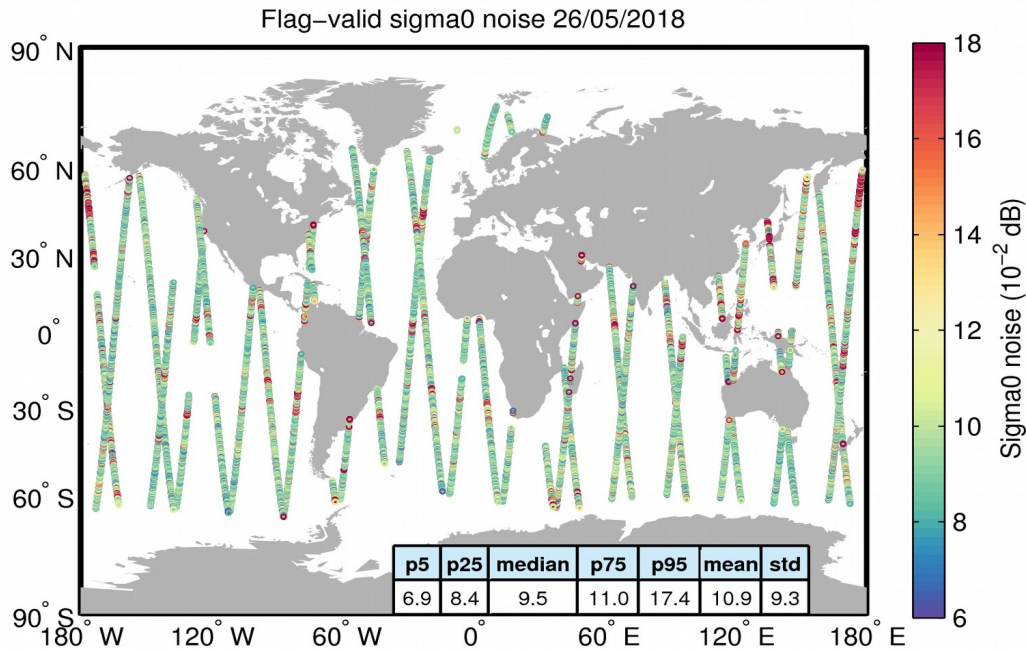 Flag-valid sigma0 noise 26/05/2018
90° N
60° N
30° N
0°
30° S
60° S
90° S
180° W
120° W
60° W
0°
60° E
120° E
180° E
p5 p25 median p75 p95 mean std
6.9 8.4 9.5 11.0 17.4 10.9 9.3
18
16
14
12
10
8
6
Sigma0 noise (10⁻² dB)